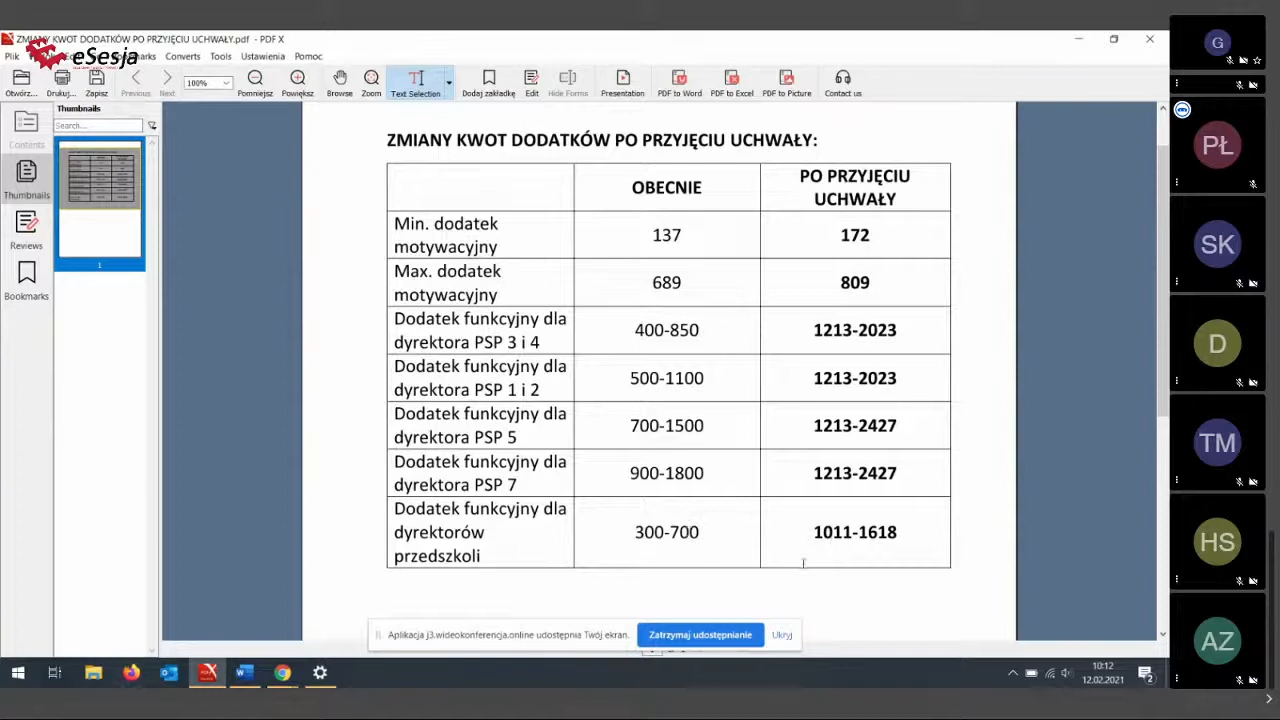 ZMIANY KWOT DODATKÓW PO PRZYJĘCIU UCHWAŁY.pdf - PDF X
eSesja
Plik
Converts Tools Ustawienia Pomoc
Otwórz... Drukuj... Zapisz Previous Next 100% Pomniejsz Powiększ Browse Zoom Text Selection Dodaj zakładkę Edit Hide Forms Presentation PDF to Word PDF to Excel PDF to Picture Contact us
Contents
Thumbnails
Reviews
Bookmarks
Thumbnails
Search...
1
ZMIANY KWOT DODATKÓW PO PRZYJĘCIU UCHWAŁY:
OBECNIE
PO PRZYJĘCIU
UCHWAŁY
Min. dodatek
motywacyjny
137
172
Max. dodatek
motywacyjny
689
809
Dodatek funkcyjny dla
dyrektora PSP 3 i 4
400-850
1213-2023
Dodatek funkcyjny dla
dyrektora PSP 1 i 2
500-1100
1213-2023
Dodatek funkcyjny dla
dyrektora PSP 5
700-1500
1213-2427
Dodatek funkcyjny dla
dyrektora PSP 7
900-1800
1213-2427
Dodatek funkcyjny dla
dyrektorów
przedszkoli
300-700
1011-1618
Aplikacja j3.wideokonferencja.online udostępnia Twój ekran. Zatrzymaj udostępnianie Ukryj
10:12
12.02.2021
2
G
PŁ
SK
D
TM
HS
AZ